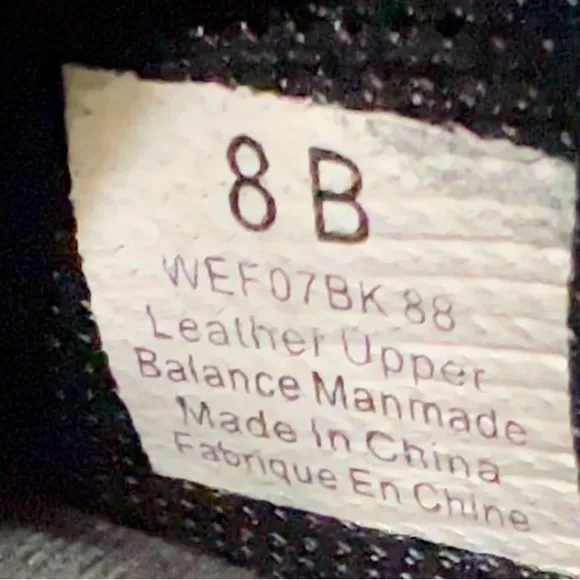 8 B
WEF07BK 88
Leather Upper
Balance Manmade
Made In China
Fabrique En Chine